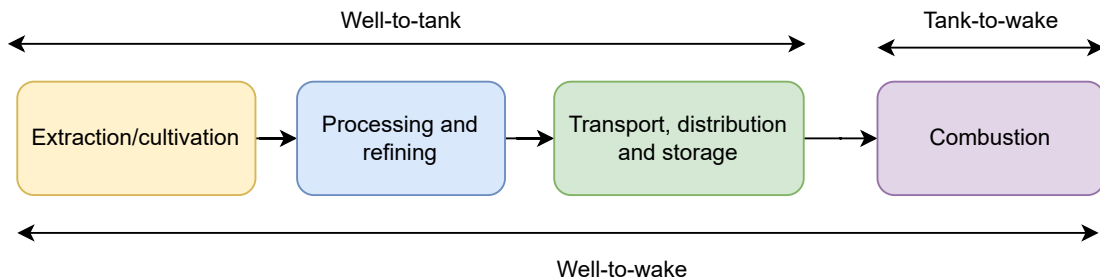 Well-to-tank
Tank-to-wake
Extraction/cultivation
Processing and
refining
Transport, distribution
and storage
Combustion
Well-to-wake